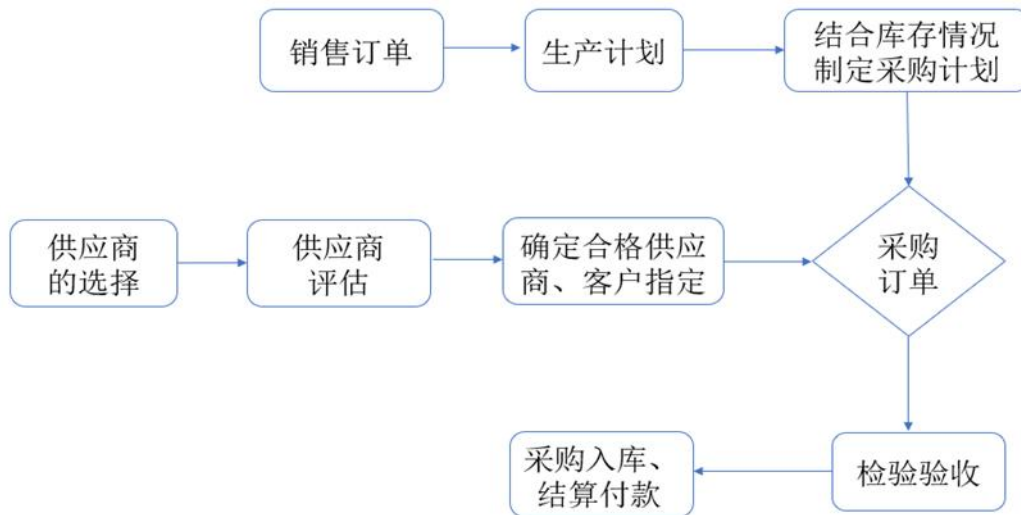 销售订单
生产计划
结合库存情况
制定采购计划
供应商
的选择
供应商
评估
确定合格供应
商、客户指定
采购
订单
采购入库、
结算付款
检验验收